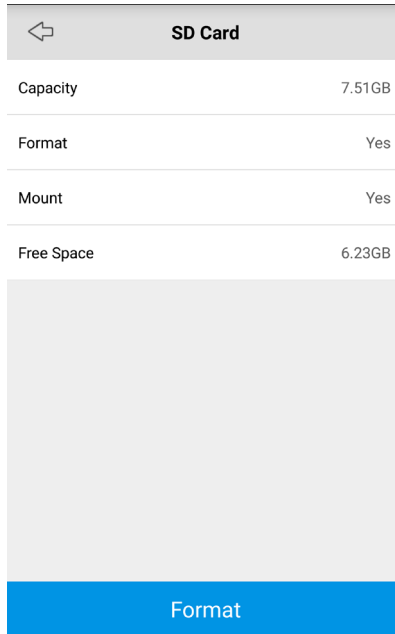 SD Card
Capacity 7.51GB
Format Yes
Mount Yes
Free Space 6.23GB
Format